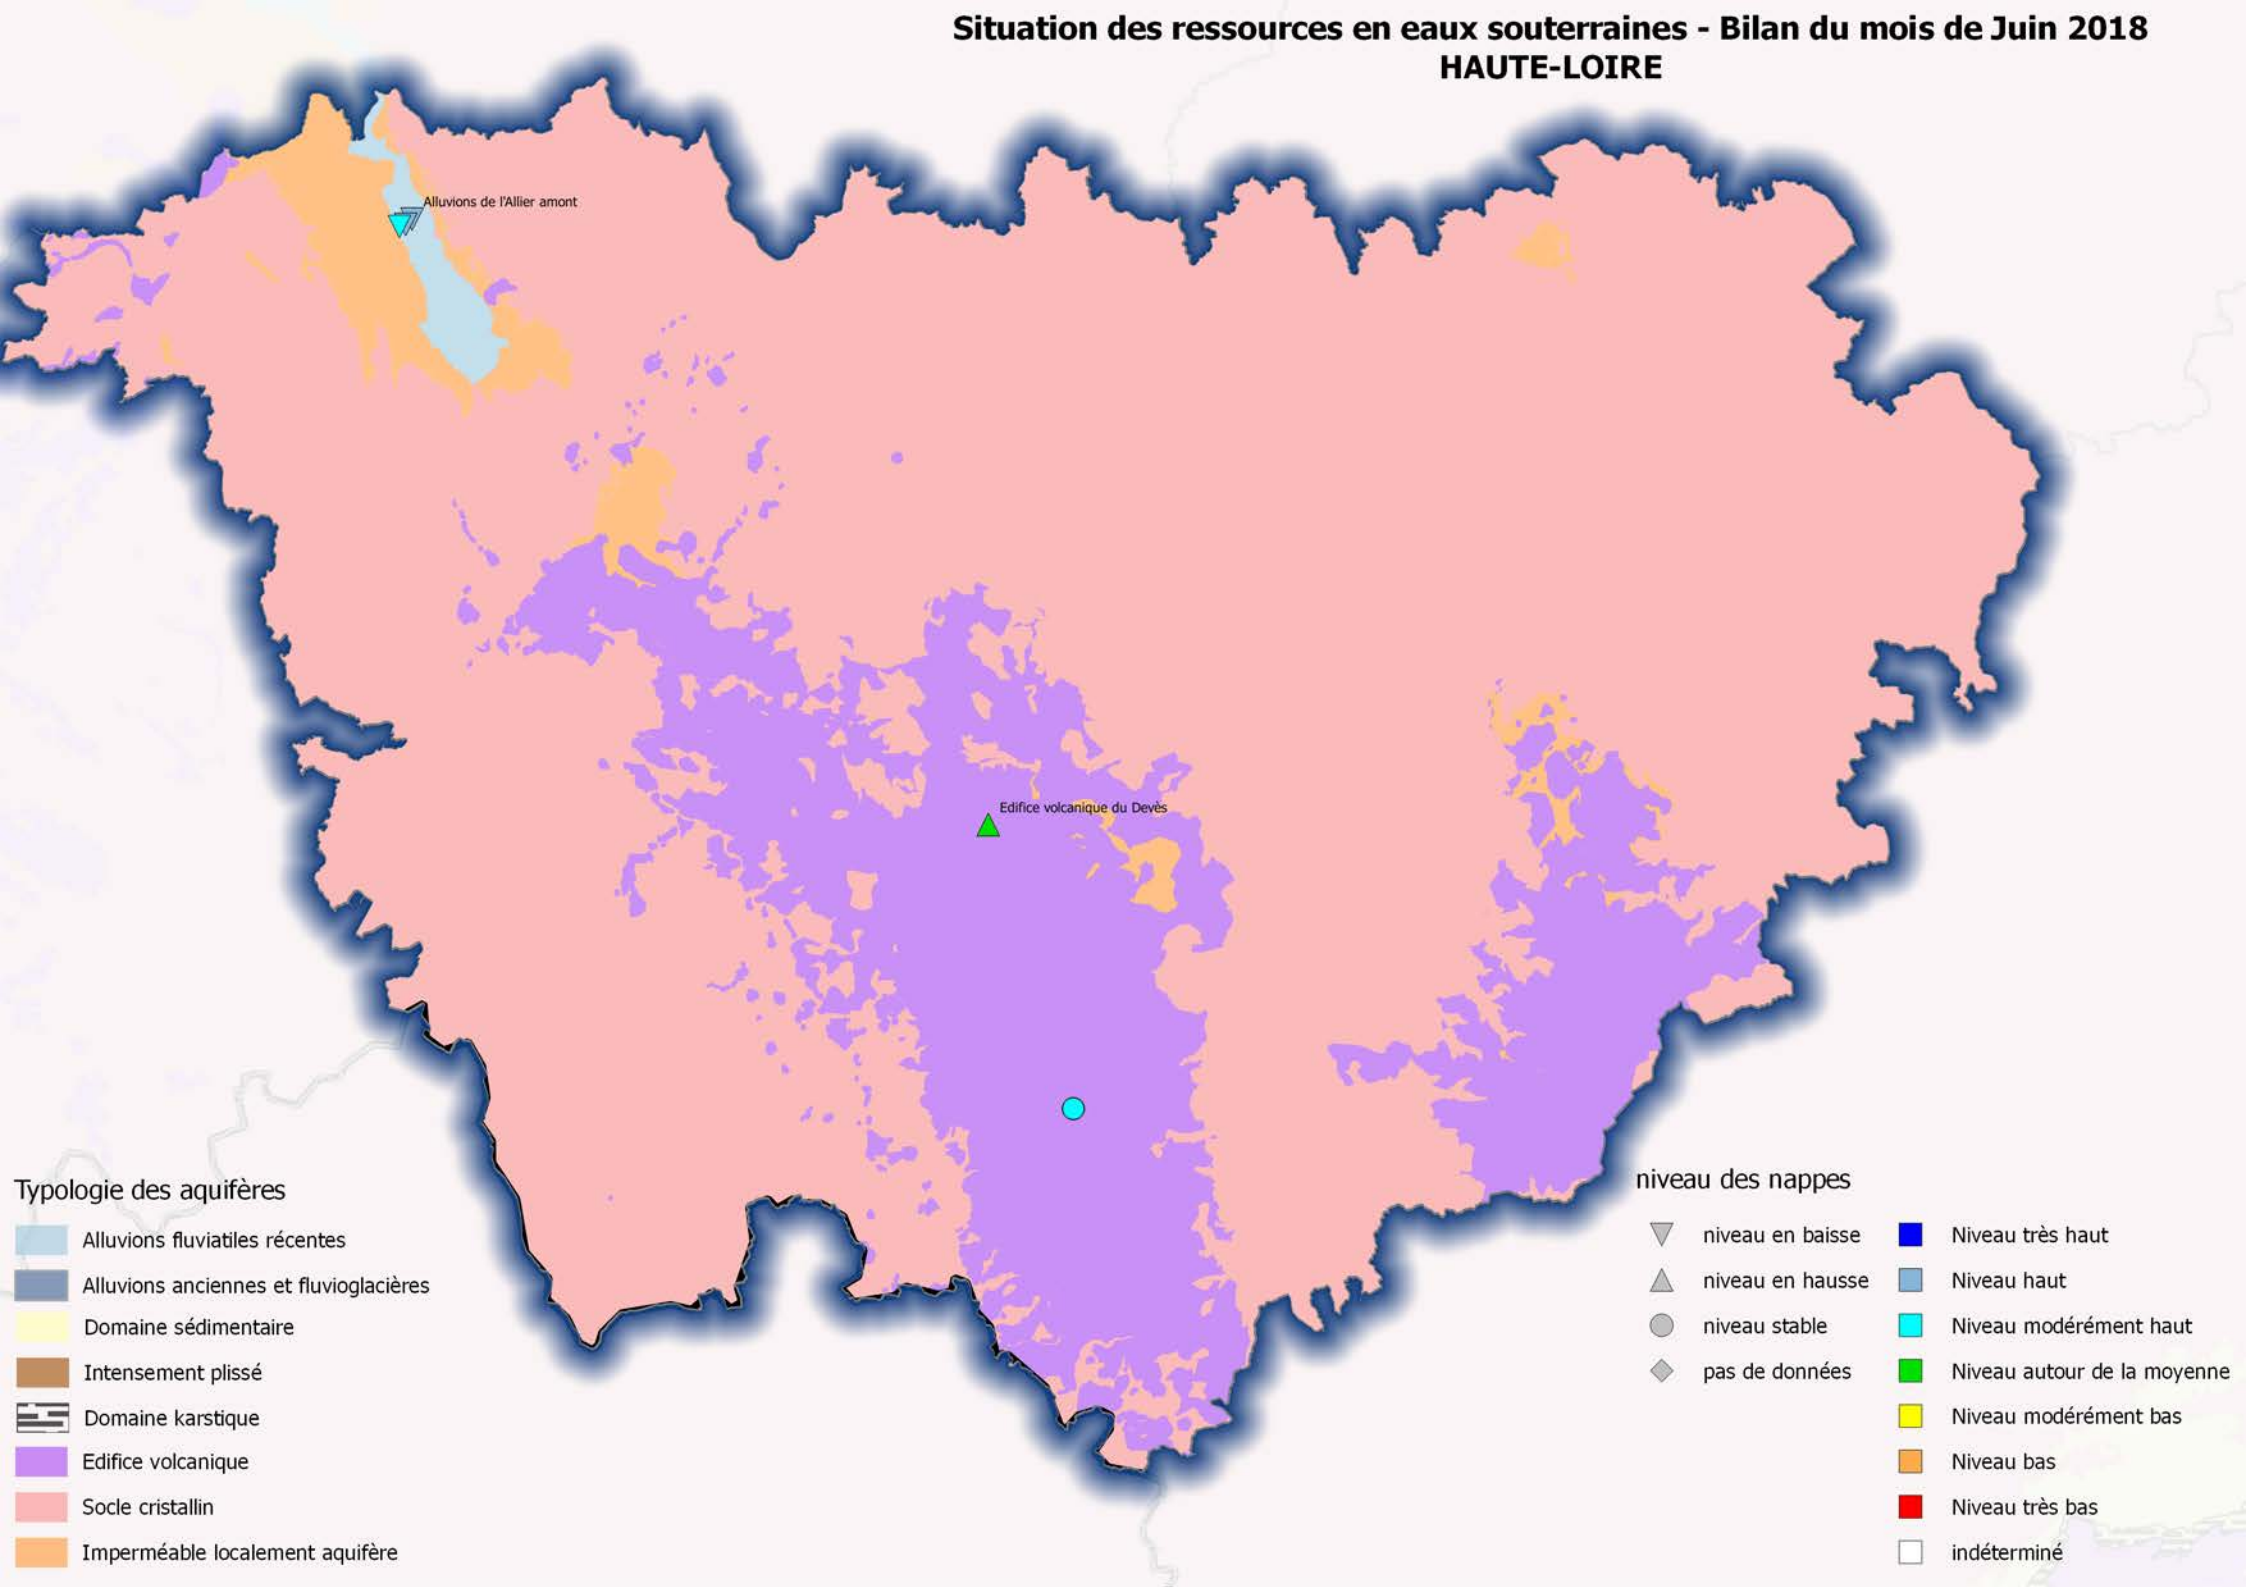 Situation des ressources en eaux souterraines - Bilan du mois de Juin 2018
HAUTE-LOIRE
Alluvions de l'Allier amont
Edifice volcanique du Devès
Typologie des aquifères
Alluvions fluviatiles récentes
Alluvions anciennes et fluvioglacières
Domaine sédimentaire
Intensement plissé
Domaine karstique
Edifice volcanique
Socle cristallin
Imperméable localement aquifère
niveau des nappes
niveau en baisse
niveau en hausse
niveau stable
pas de données
Niveau très haut
Niveau haut
Niveau modérément haut
Niveau autour de la moyenne
Niveau modérément bas
Niveau bas
Niveau très bas
indéterminé